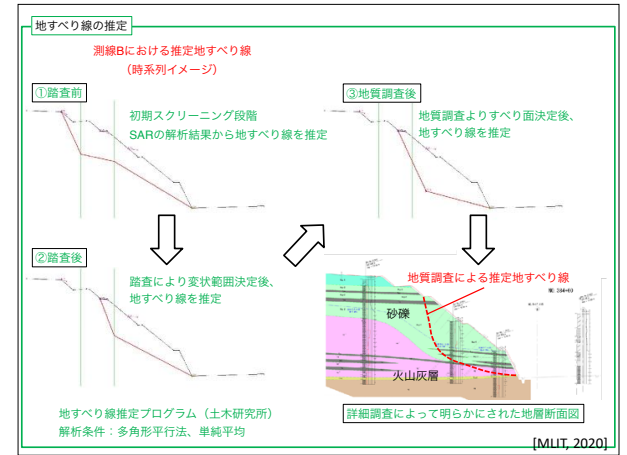 地すべり線の推定
測線Bにおける推定地すべり線
（時系列イメージ）
①踏査前
初期スクリーニング段階
SARの解析結果から地すべり線を推定
③地質調査後
地質調査よりすべり面決定後、
地すべり線を推定
②踏査後
踏査により変状範囲決定後、
地すべり線を推定
地質調査による推定地すべり線
砂礫
火山灰層
地すべり線推定プログラム（土木研究所）
解析条件：多角形平行法、単純平均
詳細調査によって明らかにされた地層断面図
[MLIT, 2020]